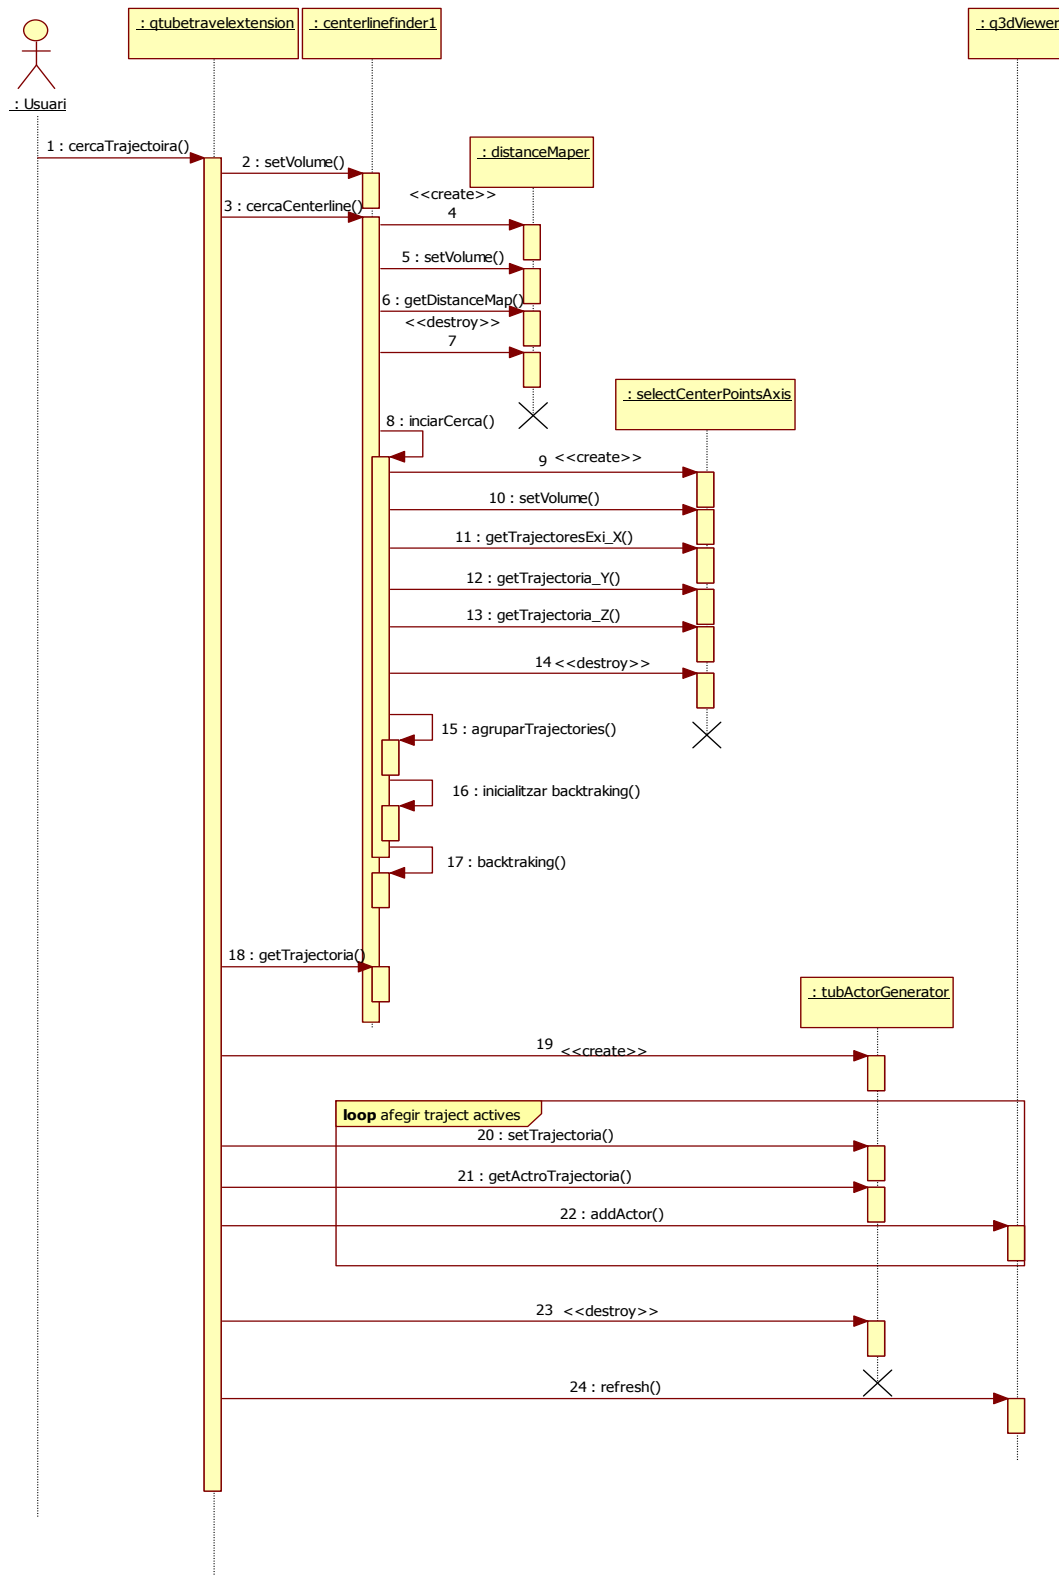 : qtubetravelextension
: centerlinefinder1
: q3dViewer
: Usuari
1 : cercaTrajectoira()
: distanceMaper
2 : setVolume()
<<create>>
3 : cercaCenterline()
4
5 : setVolume()
6 : getDistanceMap()
<<destroy>>
7
: selectCenterPointsAxis
8 : inciarCerca()
9 <<create>>
10 : setVolume()
11 : getTrajectoresExi_X()
12 : getTrajectoria_Y()
13 : getTrajectoria_Z()
14 <<destroy>>
15 : agruparTrajectories()
16 : inicialitzar backtraking()
17 : backtraking()
18 : getTrajectoria()
: tubActorGenerator
19 <<create>>
loop afegir traject actives
20 : setTrajectoria()
21 : getActroTrajectoria()
22 : addActor()
23 <<destroy>>
24 : refresh()